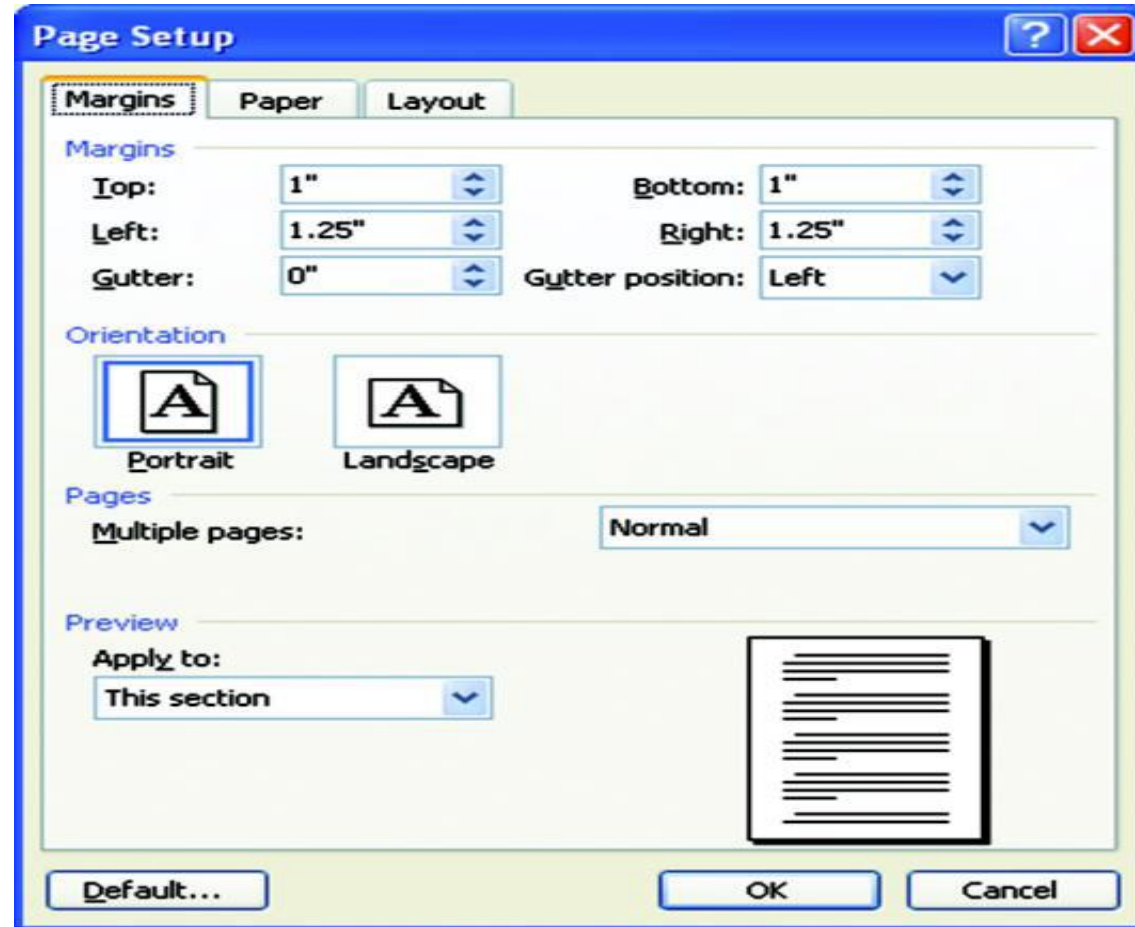 Page Setup
Margins Paper Layout
Margins
Top: 1" Bottom: 1"
Left: 1.25" Right: 1.25"
Gutter: 0" Gutter position: Left
Orientation
A A
Portrait Landscape
Pages
Multiple pages: Normal
Preview
Apply to:
This section
Default... OK Cancel